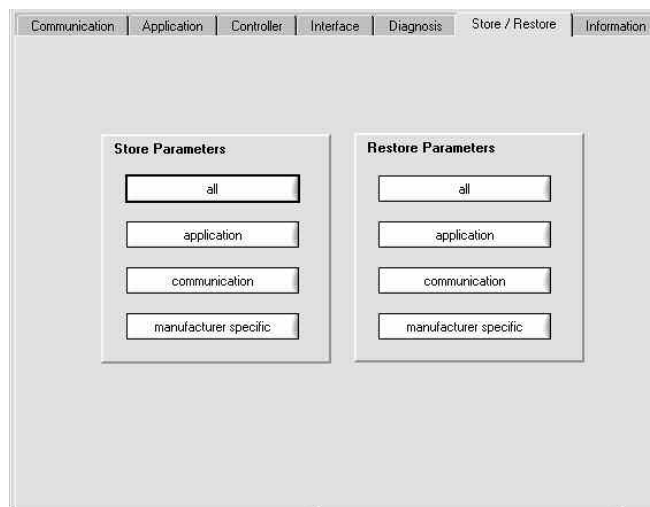 Communication Application Controller Interface Diagnosis Store / Restore Information
Store Parameters
all
application
communication
manufacturer specific
Restore Parameters
all
application
communication
manufacturer specific